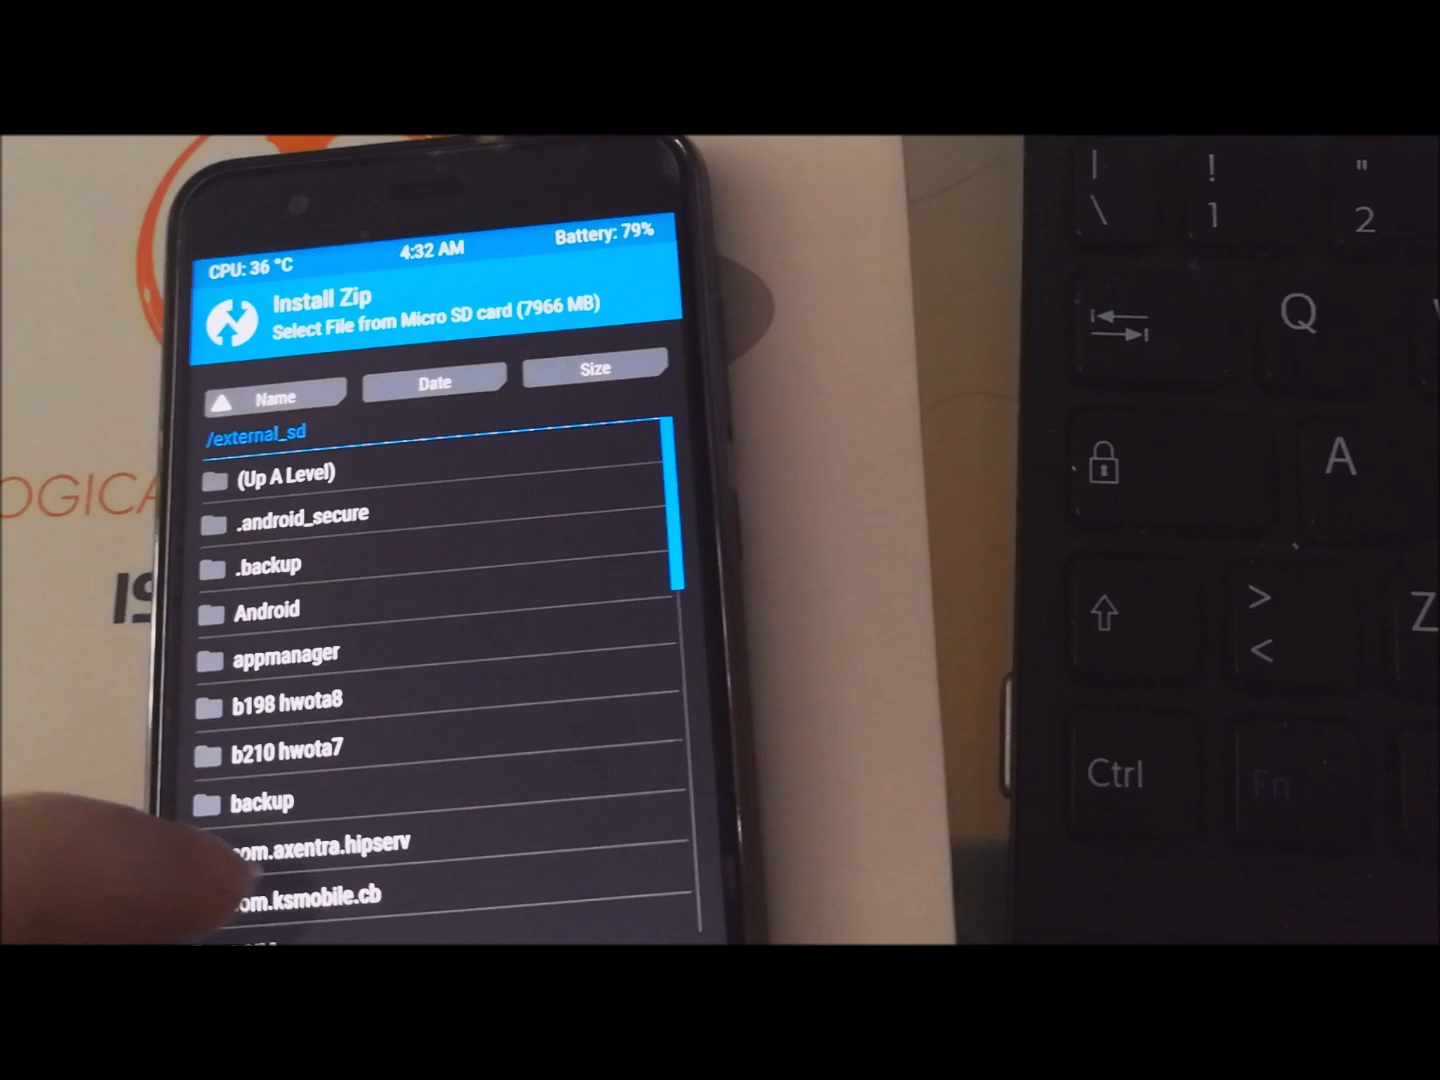 CPU: 36 °C
4:32 AM
Battery: 79%
Install Zip
Select File from Micro SD card (7966 MB)
Name
Date
Size
/external_sd
(Up A Level)
.android_secure
.backup
Android
appmanager
b198 hwota8
b210 hwota7
backup
om.axentra.hipserv
om.ksmobile.cb
OGICA
| ! "
\ 1 2
Q
A
> Z
<
Ctrl Fn